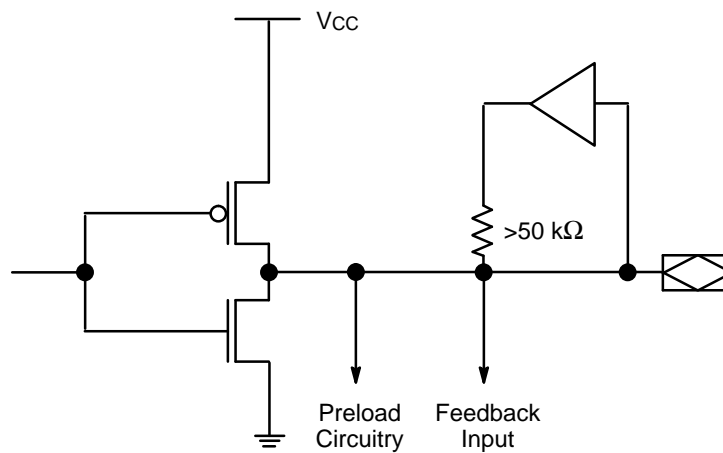 VCC
>50 kΩ
Preload
Circuitry
Feedback
Input